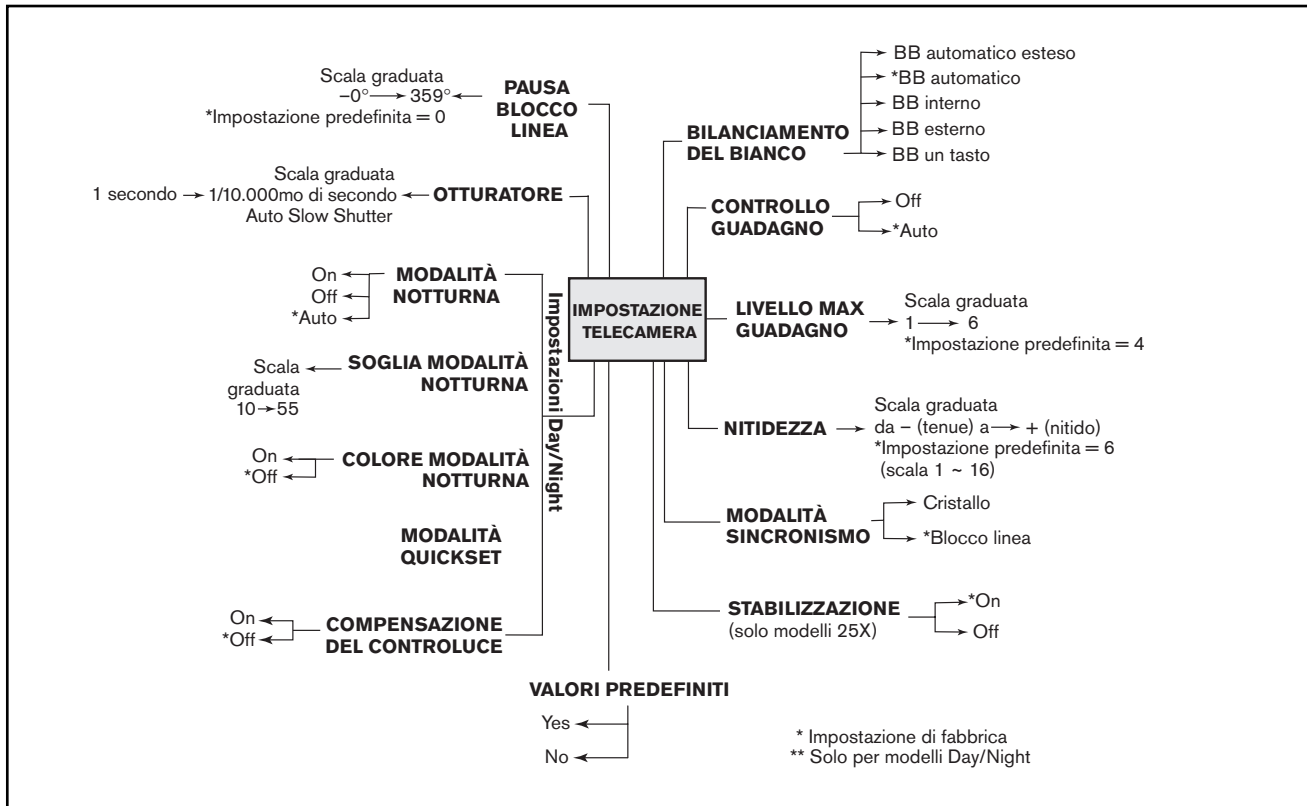 Scala graduata
–0° → 359°
*Impostazione predefinita = 0
PAUSA
BLOCCO
LINEA
Scala graduata
1 secondo → 1/10.000mo di secondo
Auto Slow Shutter
OTTURATORE
On
Off
*Auto
MODALITÀ
NOTTURNA
Scala
graduata
10→55
SOGLIA MODALITÀ
NOTTURNA
On
*Off
COLORE MODALITÀ
NOTTURNA
MODALITÀ
QUICKSET
On
*Off
COMPENSAZIONE
DEL CONTROLUCE
Impostazioni Day/Night
IMPOSTAZIONE
TELECAMERA
BILANCIAMENTO
DEL BIANCO
BB automatico esteso
*BB automatico
BB interno
BB esterno
BB un tasto
CONTROLLO
GUADAGNO
Off
*Auto
LIVELLO MAX
GUADAGNO
Scala graduata
1 → 6
*Impostazione predefinita = 4
NITIDEZZA
Scala graduata
da – (tenue) a → + (nitido)
*Impostazione predefinita = 6
(scala 1 ~ 16)
MODALITÀ
SINCRONISMO
Cristallo
*Blocco linea
STABILIZZAZIONE
(solo modelli 25X)
*On
Off
VALORI PREDEFINITI
Yes
No
* Impostazione di fabbrica
** Solo per modelli Day/Night